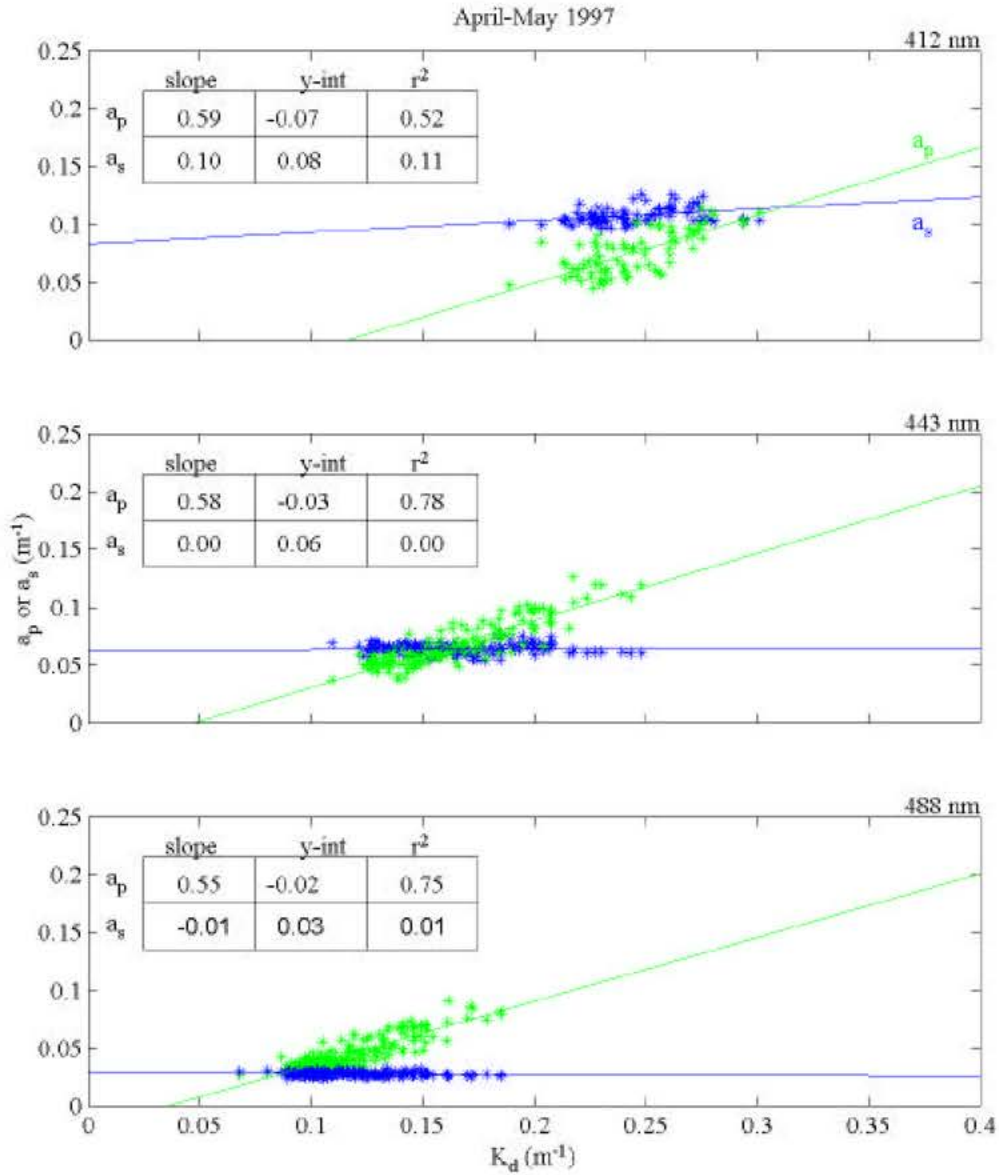 April-May 1997
412 nm
0.25
0.2
0.15
0.1
0.05
0
slope y-int r²
aₚ 0.59 -0.07 0.52
aₛ 0.10 0.08 0.11
aₚ
aₛ
443 nm
0.25
0.2
0.15
0.1
0.05
0
slope y-int r²
aₚ 0.58 -0.03 0.78
aₛ 0.00 0.06 0.00
aₚ or aₛ (m⁻¹)
488 nm
0.25
0.2
0.15
0.1
0.05
0
slope y-int r²
aₚ 0.55 -0.02 0.75
aₛ -0.01 0.03 0.01
0 0.05 0.1 0.15 0.2 0.25 0.3 0.35 0.4
K_d (m⁻¹)